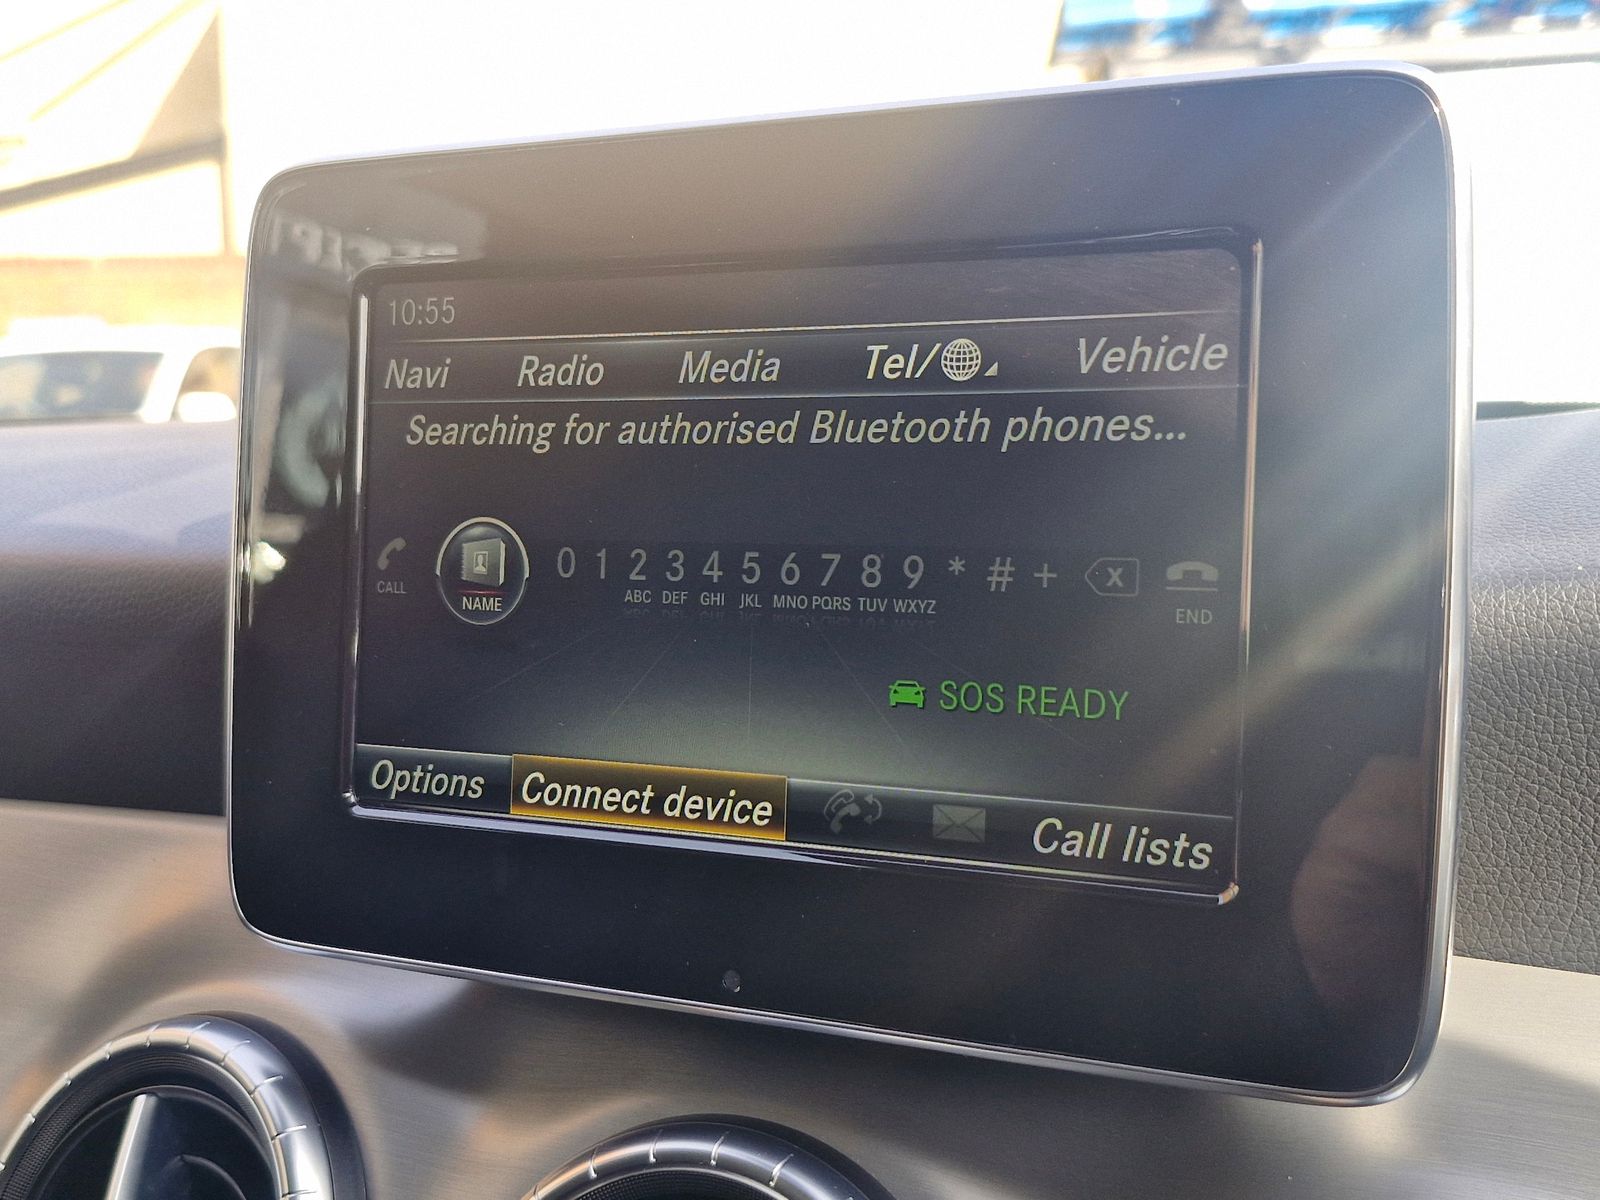 10:55
Navi Radio Media Tel/ Vehicle
Searching for authorised Bluetooth phones...
0 1 2 3 4 5 6 7 8 9 * # + X
ABC DEF GHI JKL MNO PQRS TUV WXYZ
CALL NAME END
SOS READY
Options Connect device Call lists